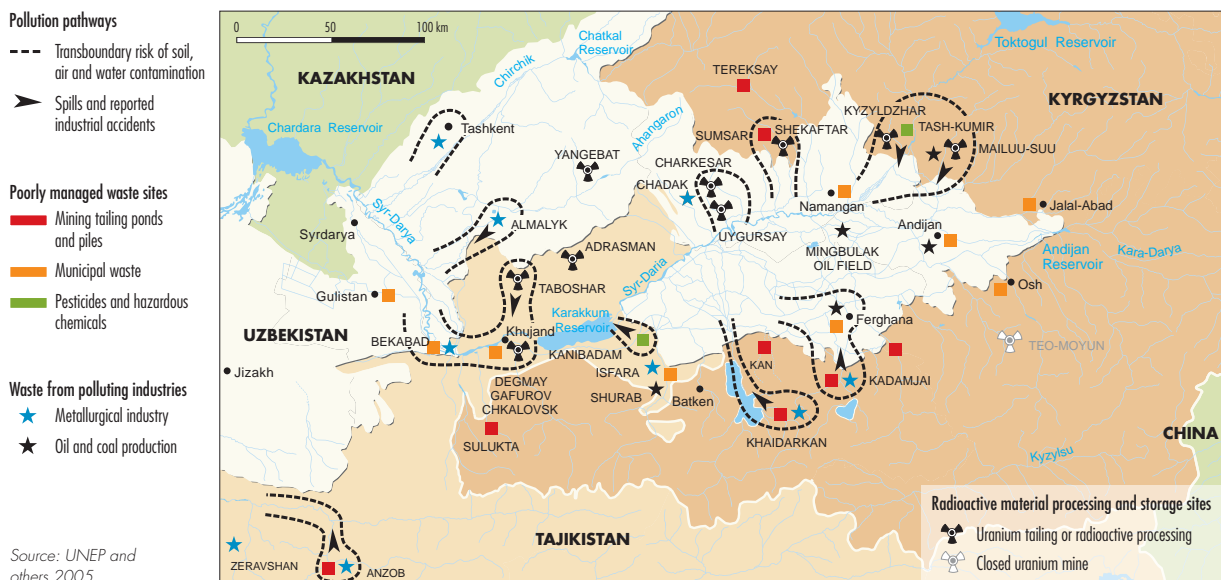 Pollution pathways
Transboundary risk of soil,
air and water contamination
Spills and reported
industrial accidents
Poorly managed waste sites
Mining tailing ponds
and piles
Municipal waste
Pesticides and hazardous
chemicals
Waste from polluting industries
Metallurgical industry
Oil and coal production
Source: UNEP and
others 2005
0 50 100 km
KAZAKHSTAN
Chatkal
Reservoir
Chirchik
Toktogul Reservoir
TEREKSAY
KYRGYZSTAN
Chardara Reservoir
Tashkent
Ahangaron
SUMSAR
SHEKAFTAR
KYZYLDZHAR
TASH-KUMIR
MAILUU-SUU
YANGEBAT
CHARKESAR
CHADAK
Namangan
Jalal-Abad
Syr-Darya
Syrdarya
ALMALYK
UYGURSAY
MINGBULAK
OIL FIELD
Andijan
Andijan
Reservoir
Kara-Darya
ADRASMAN
TABOSHAR
Syr-Daria
Osh
Gulistan
UZBEKISTAN
Karakkum
Reservoir
Ferghana
BEKABAD
Khujand
KANIBADAM
TEO-MOYUN
Jizakh
DEGMAY
GAFUROV
CHKALOVSK
ISFARA
SHURAB
Batken
KAN
KADAMJAI
SULUKTA
KHAIDARKAN
CHINA
Kyzylsu
TAJIKISTAN
ZERAVSHAN
ANZOB
Radioactive material processing and storage sites
Uranium tailing or radioactive processing
Closed uranium mine